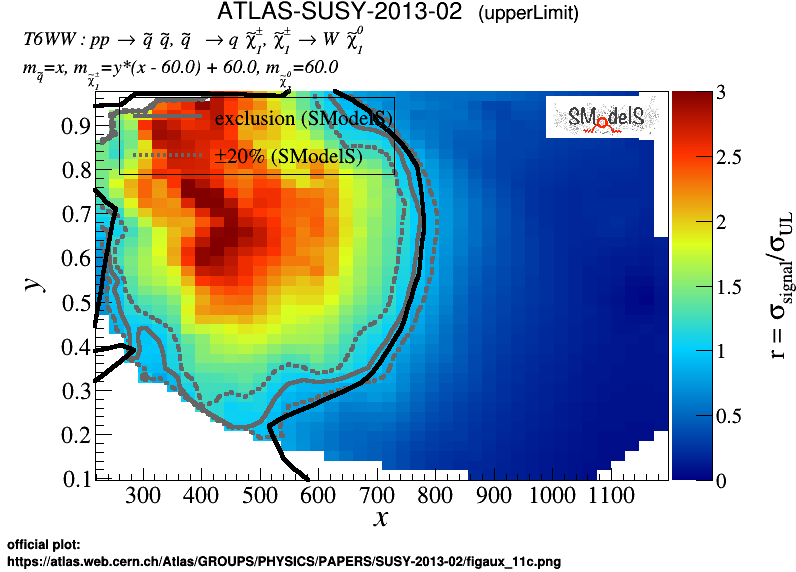 ATLAS-SUSY-2013-02 (upperLimit)
T6WW : pp → q̃ q̃, q̃ → q χ̃₁^±, χ̃₁^± → W χ̃₁⁰
m_q̃=x, m_χ̃₁^±=y*(x - 60.0) + 60.0, m_χ̃₁⁰=60.0
exclusion (SModelS)
±20% (SModelS)
SModelS
0.9
0.8
0.7
0.6
0.5
0.4
0.3
0.2
0.1
y
300 400 500 600 700 800 900 1000 1100
x
3
2.5
2
1.5
1
0.5
0
r = σ_signal/σ_UL
official plot:
https://atlas.web.cern.ch/Atlas/GROUPS/PHYSICS/PAPERS/SUSY-2013-02/figaux_11c.png